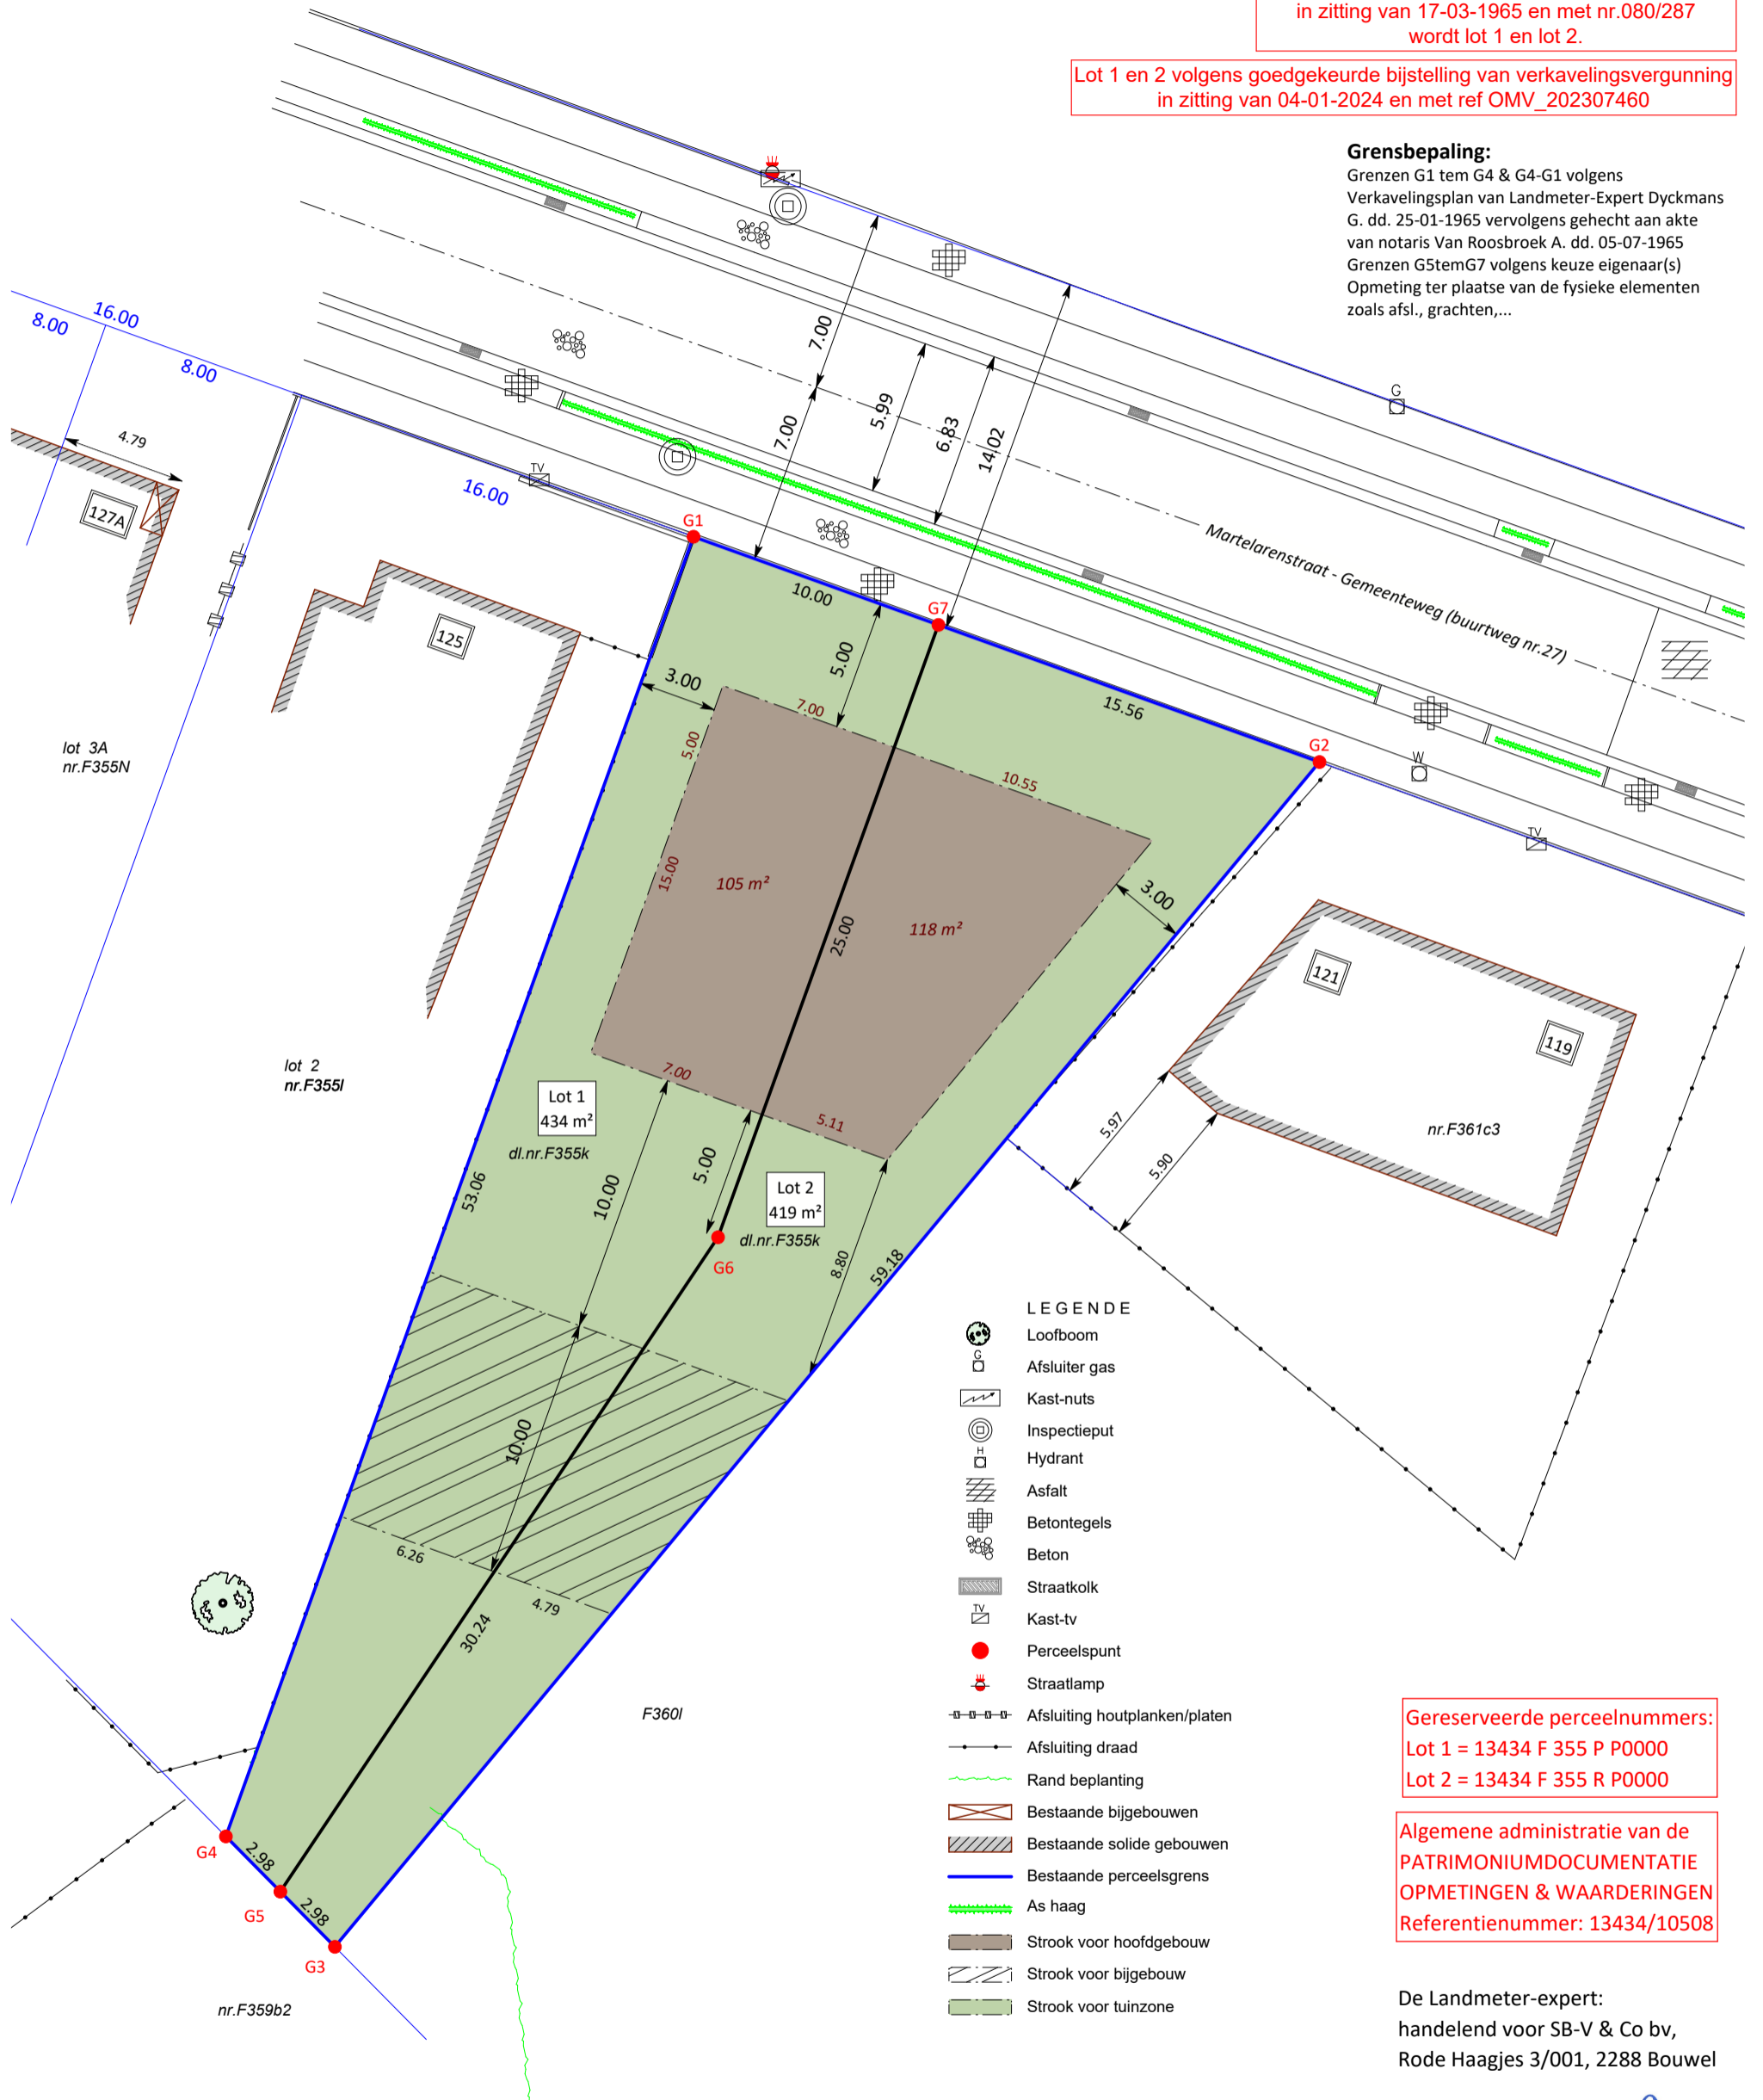 in zitting van 17-03-1965 en met nr.080/287
wordt lot 1 en lot 2.
Lot 1 en 2 volgens goedgekeurde bijstelling van verkavelingsvergunning
in zitting van 04-01-2024 en met ref OMV_202307460
Grensbepaling:
Grenzen G1 tem G4 & G4-G1 volgens
Verkavelingsplan van Landmeter-Expert Dyckmans
G. dd. 25-01-1965 vervolgens gehecht aan akte
van notaris Van Roosbroek A. dd. 05-07-1965
Grenzen G5temG7 volgens keuze eigenaar(s)
Opmeting ter plaatse van de fysieke elementen
zoals afsl., grachten,...
16.00
8.00
8.00
7.00
7.00
5.99
6.83
14.02
G
4.79
127A
TV
16.00
G1
Martelarenstraat - Gemeenteweg (buurtweg nr.27)
10.00
G7
125
5.00
3.00
7.00
15.56
G2
W
TV
lot 3A
nr.F355N
5.00
10.55
15.00
105 m²
3.00
118 m²
25.00
121
119
lot 2
nr.F355l
7.00
Lot 1
434 m²
5.11
5.97
nr.F361c3
dl.nr.F355k
5.00
5.90
53.06
10.00
Lot 2
419 m²
dl.nr.F355k
G6
8.80
59.18
10.00
6.26
4.79
30.24
F360l
G4
2.98
G5
2.98
G3
nr.F359b2
LEGENDE
Loofboom
G
Afsluiter gas
Kast-nuts
Inspectieput
H
Hydrant
Asfalt
Betontegels
Beton
Straatkolk
TV
Kast-tv
Perceelspunt
Straatlamp
Afsluiting houtplanken/platen
Afsluiting draad
Rand beplanting
Bestaande bijgebouwen
Bestaande solide gebouwen
Bestaande perceelsgrens
As haag
Strook voor hoofdgebouw
Strook voor bijgebouw
Strook voor tuinzone
Gereserveerde perceelnummers:
Lot 1 = 13434 F 355 P P0000
Lot 2 = 13434 F 355 R P0000
Algemene administratie van de
PATRIMONIUMDOCUMENTATIE
OPMETINGEN & WAARDERINGEN
Referentienummer: 13434/10508
De Landmeter-expert:
handelend voor SB-V & Co bv,
Rode Haagjes 3/001, 2288 Bouwel